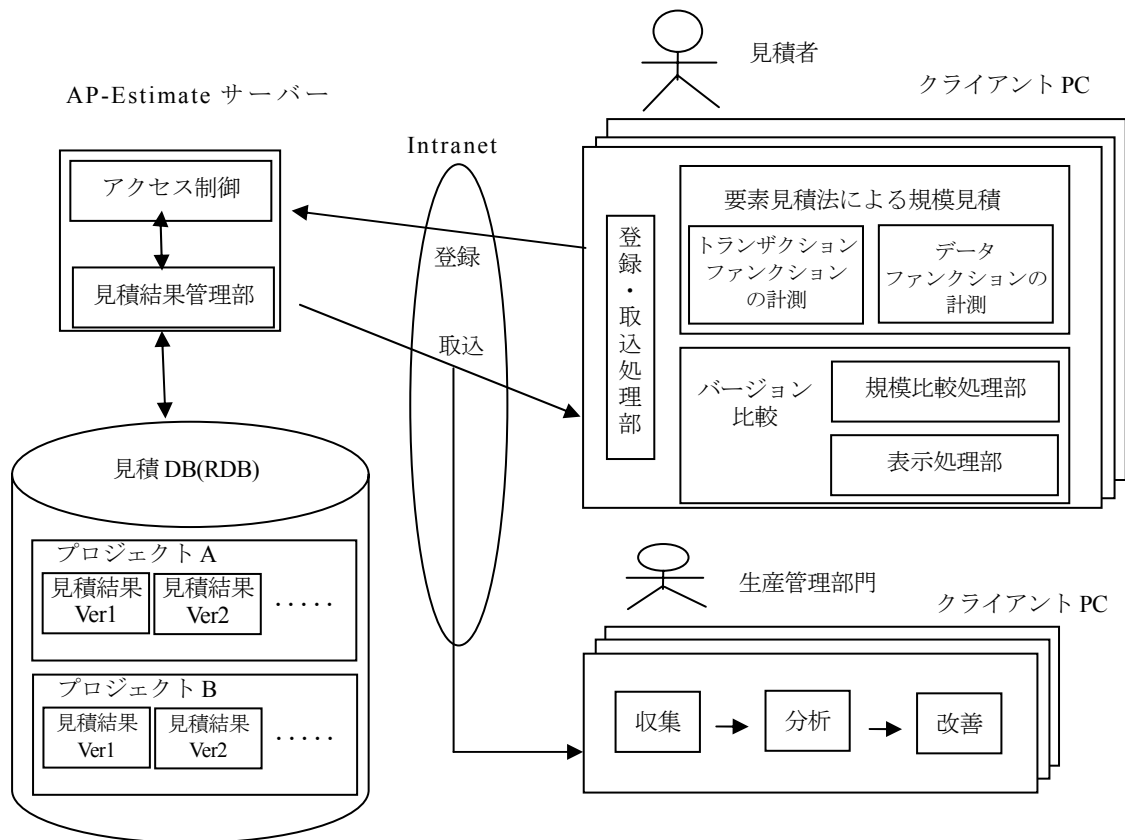 見積者
クライアント PC
AP-Estimate サーバー
Intranet
アクセス制御
見積結果管理部
登録
取込
登録・取込処理部
要素見積法による規模見積
トランザクション
ファンクション
の計測
データ
ファンクションの
計測
バージョン
比較
規模比較処理部
表示処理部
見積 DB(RDB)
プロジェクト A
見積結果
Ver1
見積結果
Ver2
・・・・・
プロジェクト B
見積結果
Ver1
見積結果
Ver2
・・・・・
生産管理部門
クライアント PC
収集
分析
改善